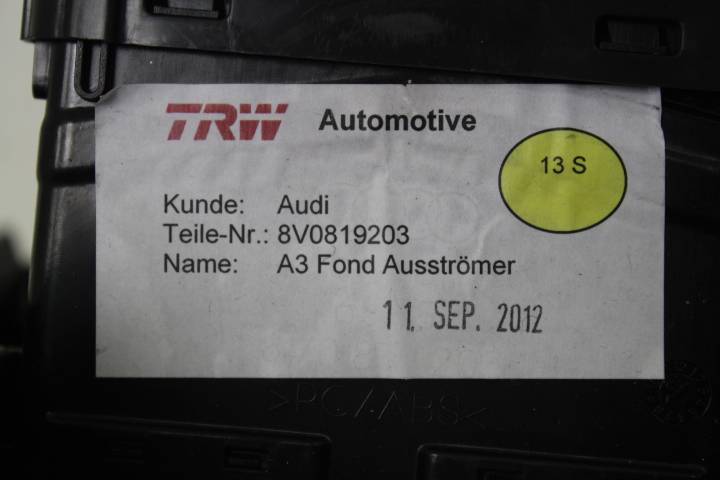 TRW Automotive
13 S
Kunde: Audi
Teile-Nr.: 8V0819203
Name: A3 Fond Ausströmer
11. SEP. 2012
>PC/ABS<